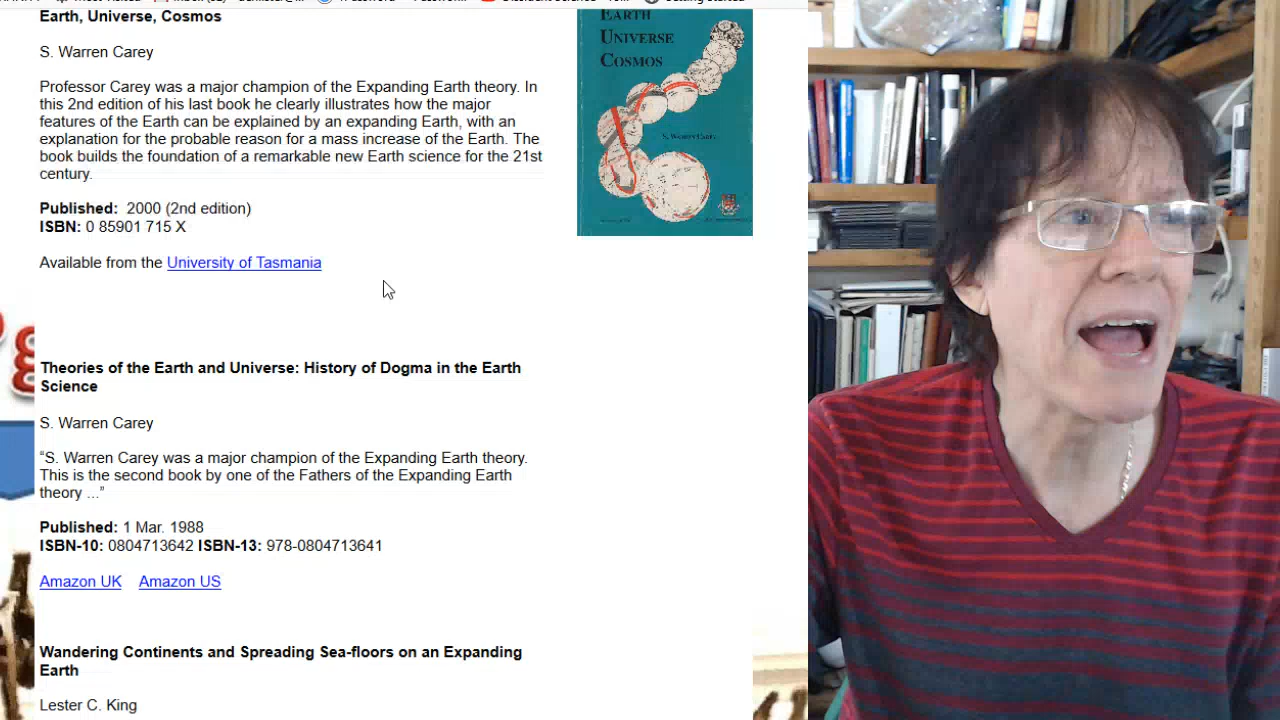 Earth, Universe, Cosmos
S. Warren Carey
Professor Carey was a major champion of the Expanding Earth theory. In
this 2nd edition of his last book he clearly illustrates how the major
features of the Earth can be explained by an expanding Earth, with an
explanation for the probable reason for a mass increase of the Earth. The
book builds the foundation of a remarkable new Earth science for the 21st
century.
Published: 2000 (2nd edition)
ISBN: 0 85901 715 X
Available from the University of Tasmania
EARTH
UNIVERSE
COSMOS
S. Warren Carey
Theories of the Earth and Universe: History of Dogma in the Earth
Science
S. Warren Carey
“S. Warren Carey was a major champion of the Expanding Earth theory.
This is the second book by one of the Fathers of the Expanding Earth
theory ...”
Published: 1 Mar. 1988
ISBN-10: 0804713642 ISBN-13: 978-0804713641
Amazon UK Amazon US
Wandering Continents and Spreading Sea-floors on an Expanding
Earth
Lester C. King